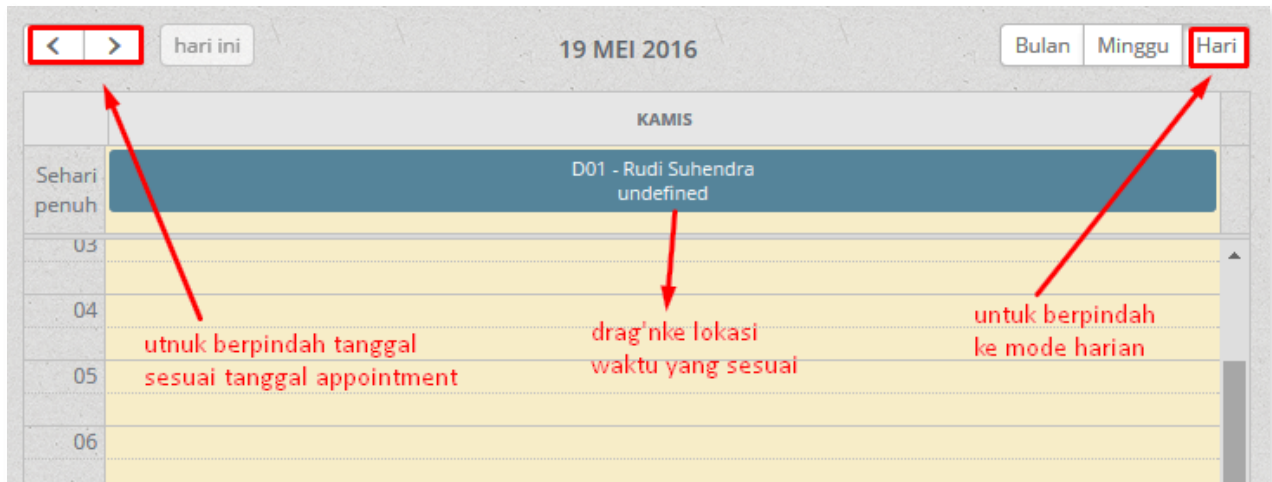 hari ini
19 MEI 2016
Bulan Minggu Hari
KAMIS
Sehari
penuh
D01 - Rudi Suhendra
undefined
03
04
05
06
utnuk berpindah tanggal
sesuai tanggal appointment
drag'nke lokasi
waktu yang sesuai
untuk berpindah
ke mode harian